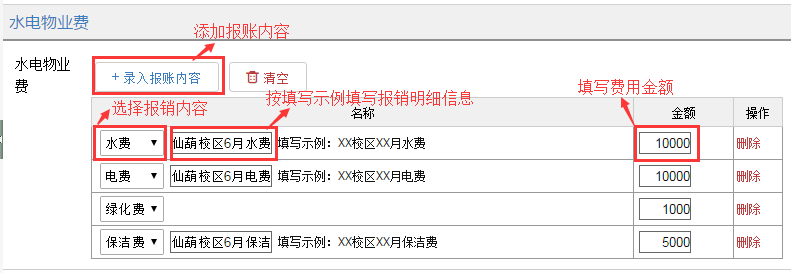 水电物业费
添加报账内容
水电物业费
+ 录入报账内容 清空
选择报销内容 按填写示例填写报销明细信息 填写费用金额
名称 金额 操作
水费 ▼ 仙葫校区6月水费 填写示例：XX校区XX月水费 10000 删除
电费 ▼ 仙葫校区6月电费 填写示例：XX校区XX月电费 10000 删除
绿化费 ▼ 1000 删除
保洁费 ▼ 仙葫校区6月保洁 填写示例：XX校区XX月保洁费 5000 删除